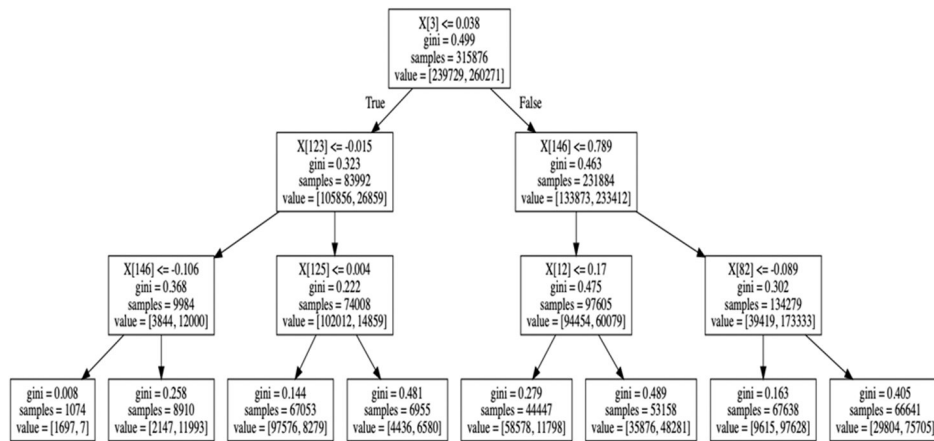 X[3] <= 0.038
gini = 0.499
samples = 315876
value = [239729, 260271]
True
False
X[123] <= -0.015
gini = 0.323
samples = 83992
value = [105856, 26859]
X[146] <= 0.789
gini = 0.463
samples = 231884
value = [133873, 233412]
X[146] <= -0.106
gini = 0.368
samples = 9984
value = [3844, 12000]
X[125] <= 0.004
gini = 0.222
samples = 74008
value = [102012, 14859]
X[12] <= 0.17
gini = 0.475
samples = 97605
value = [94454, 60079]
X[82] <= -0.089
gini = 0.302
samples = 134279
value = [39419, 173333]
gini = 0.008
samples = 1074
value = [1697, 7]
gini = 0.258
samples = 8910
value = [2147, 11993]
gini = 0.144
samples = 67053
value = [97576, 8279]
gini = 0.481
samples = 6955
value = [4436, 6580]
gini = 0.279
samples = 44447
value = [58578, 11798]
gini = 0.489
samples = 53158
value = [35876, 48281]
gini = 0.163
samples = 67638
value = [9615, 97628]
gini = 0.405
samples = 66641
value = [29804, 75705]